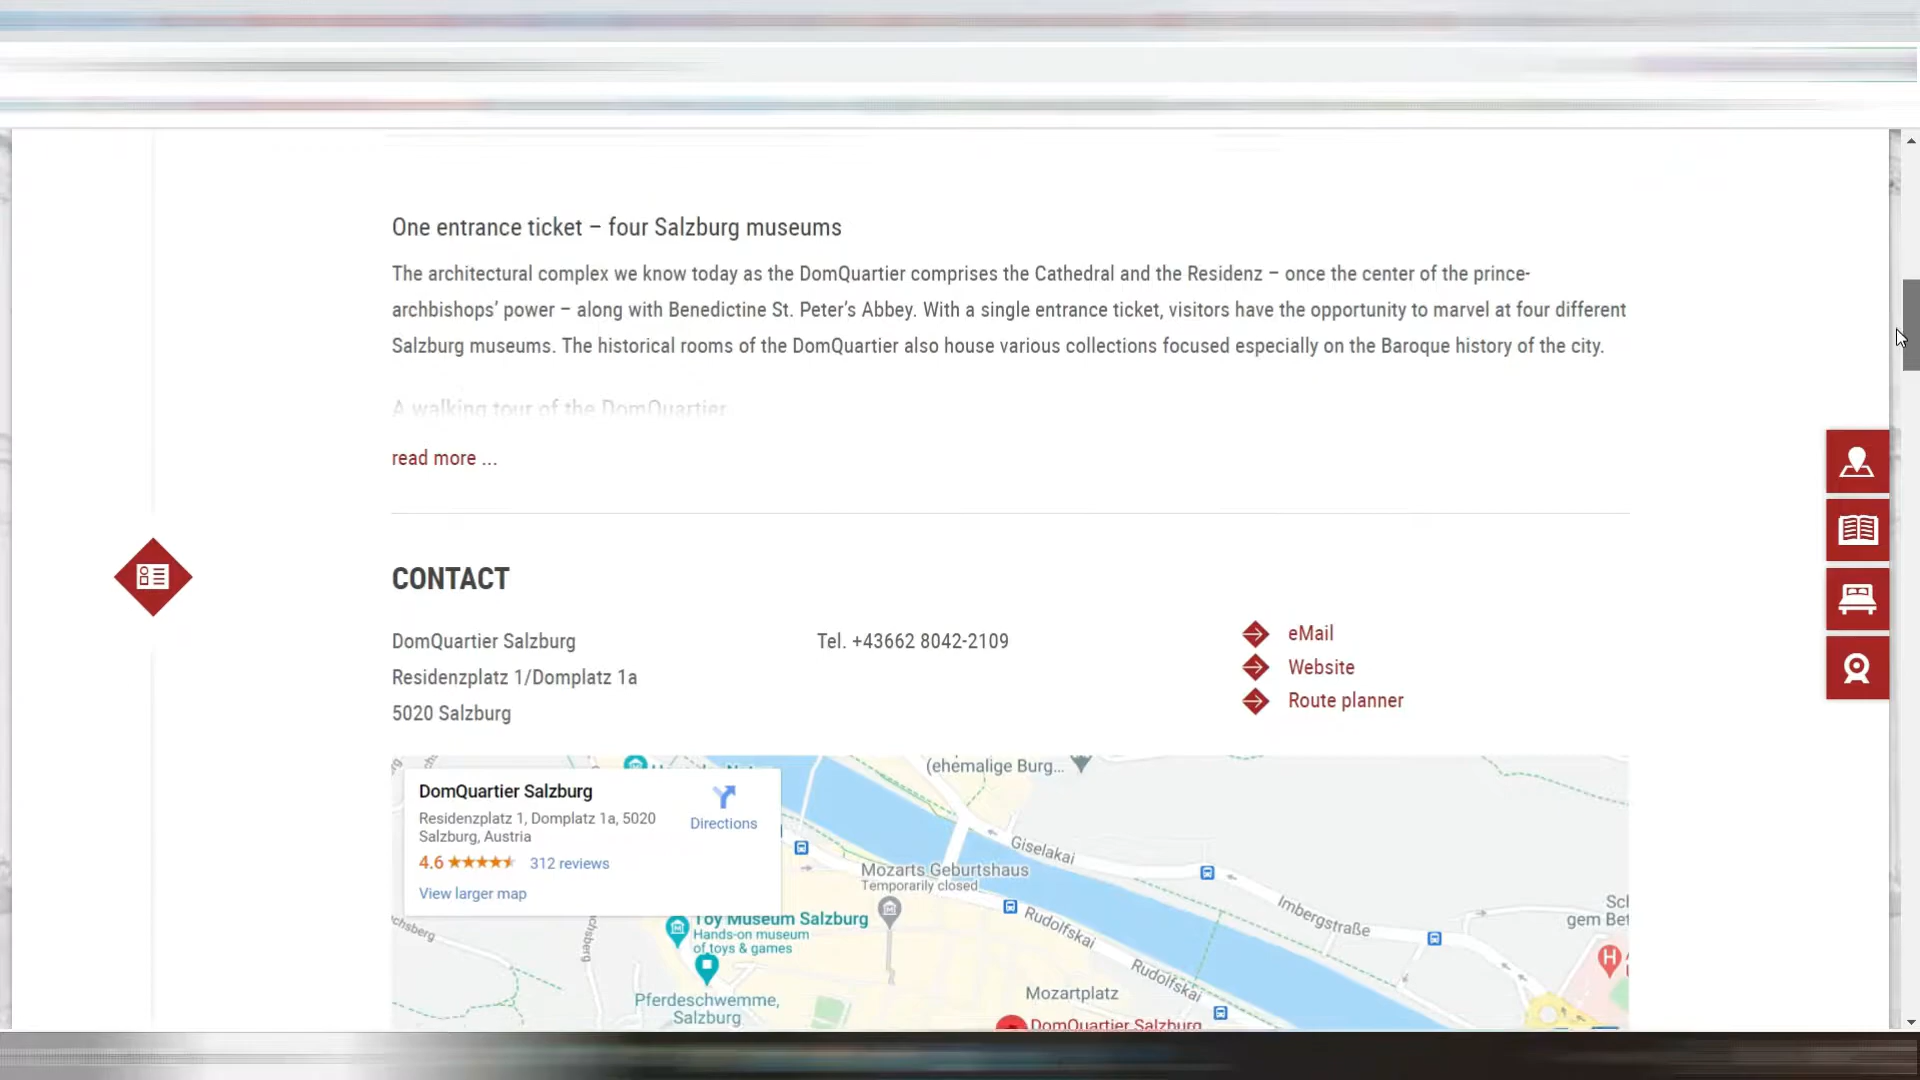 One entrance ticket – four Salzburg museums
The architectural complex we know today as the DomQuartier comprises the Cathedral and the Residenz – once the center of the prince-
archbishops’ power – along with Benedictine St. Peter’s Abbey. With a single entrance ticket, visitors have the opportunity to marvel at four different
Salzburg museums. The historical rooms of the DomQuartier also house various collections focused especially on the Baroque history of the city.
A walking tour of the DomQuartier
read more ...
CONTACT
DomQuartier Salzburg
Residenzplatz 1/Domplatz 1a
5020 Salzburg
Tel. +43662 8042-2109
eMail
Website
Route planner
DomQuartier Salzburg
Residenzplatz 1, Domplatz 1a, 5020
Salzburg, Austria
4.6
312 reviews
View larger map
Directions
(ehemalige Burg...
Giselakai
Mozarts Geburtshaus
Temporarily closed
Imbergstraße
Rudolfskai
Toy Museum Salzburg
Hands-on museum
of toys & games
Rudolfskai
Mozartplatz
Pferdeschwemme,
Salzburg
DomQuartier Salzburg
gem Bet
H